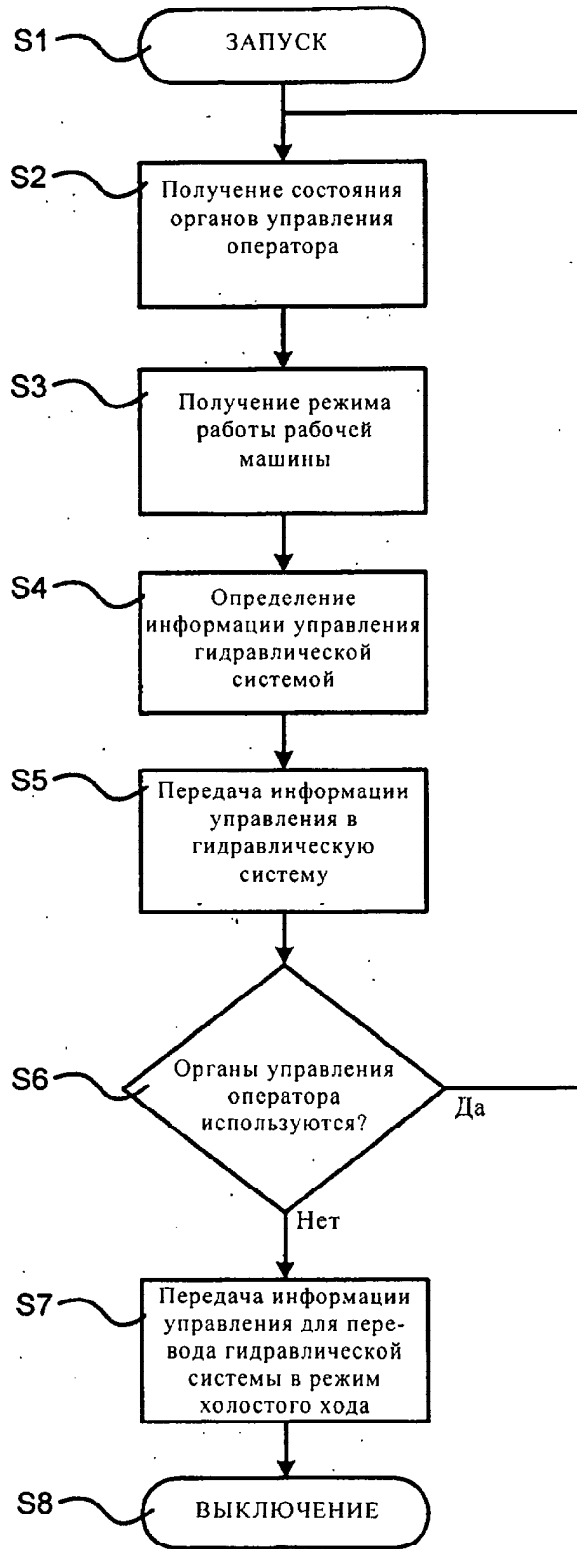 S1
ЗАПУСК
S2
Получение состояния
органов управления
оператора
S3
Получение режима
работы рабочей
машины
S4
Определение
информации управления
гидравлической
системой
S5
Передача информации
управления в
гидравлическую
систему
S6
Органы управления
оператора
используются?
Да
Нет
S7
Передача информации
управления для пере-
вода гидравлической
системы в режим
холостого хода
S8
ВЫКЛЮЧЕНИЕ